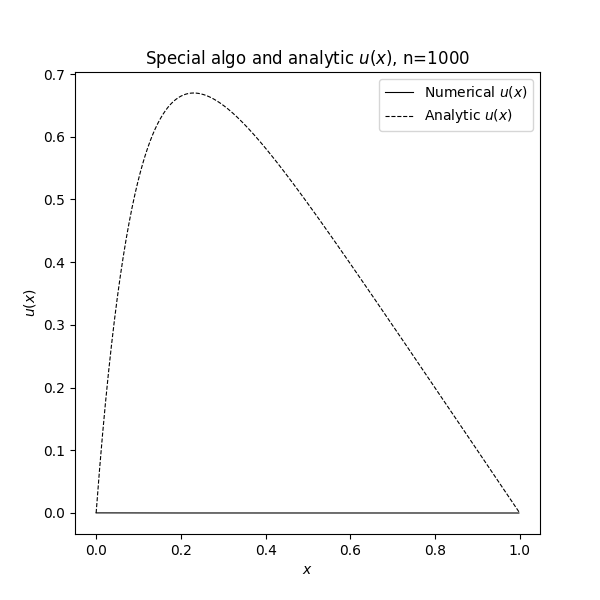 Special algo and analytic u(x), n=1000
Numerical u(x)
Analytic u(x)
0.7
0.6
0.5
0.4
0.3
0.2
0.1
0.0
u(x)
0.0 0.2 0.4 0.6 0.8 1.0
x